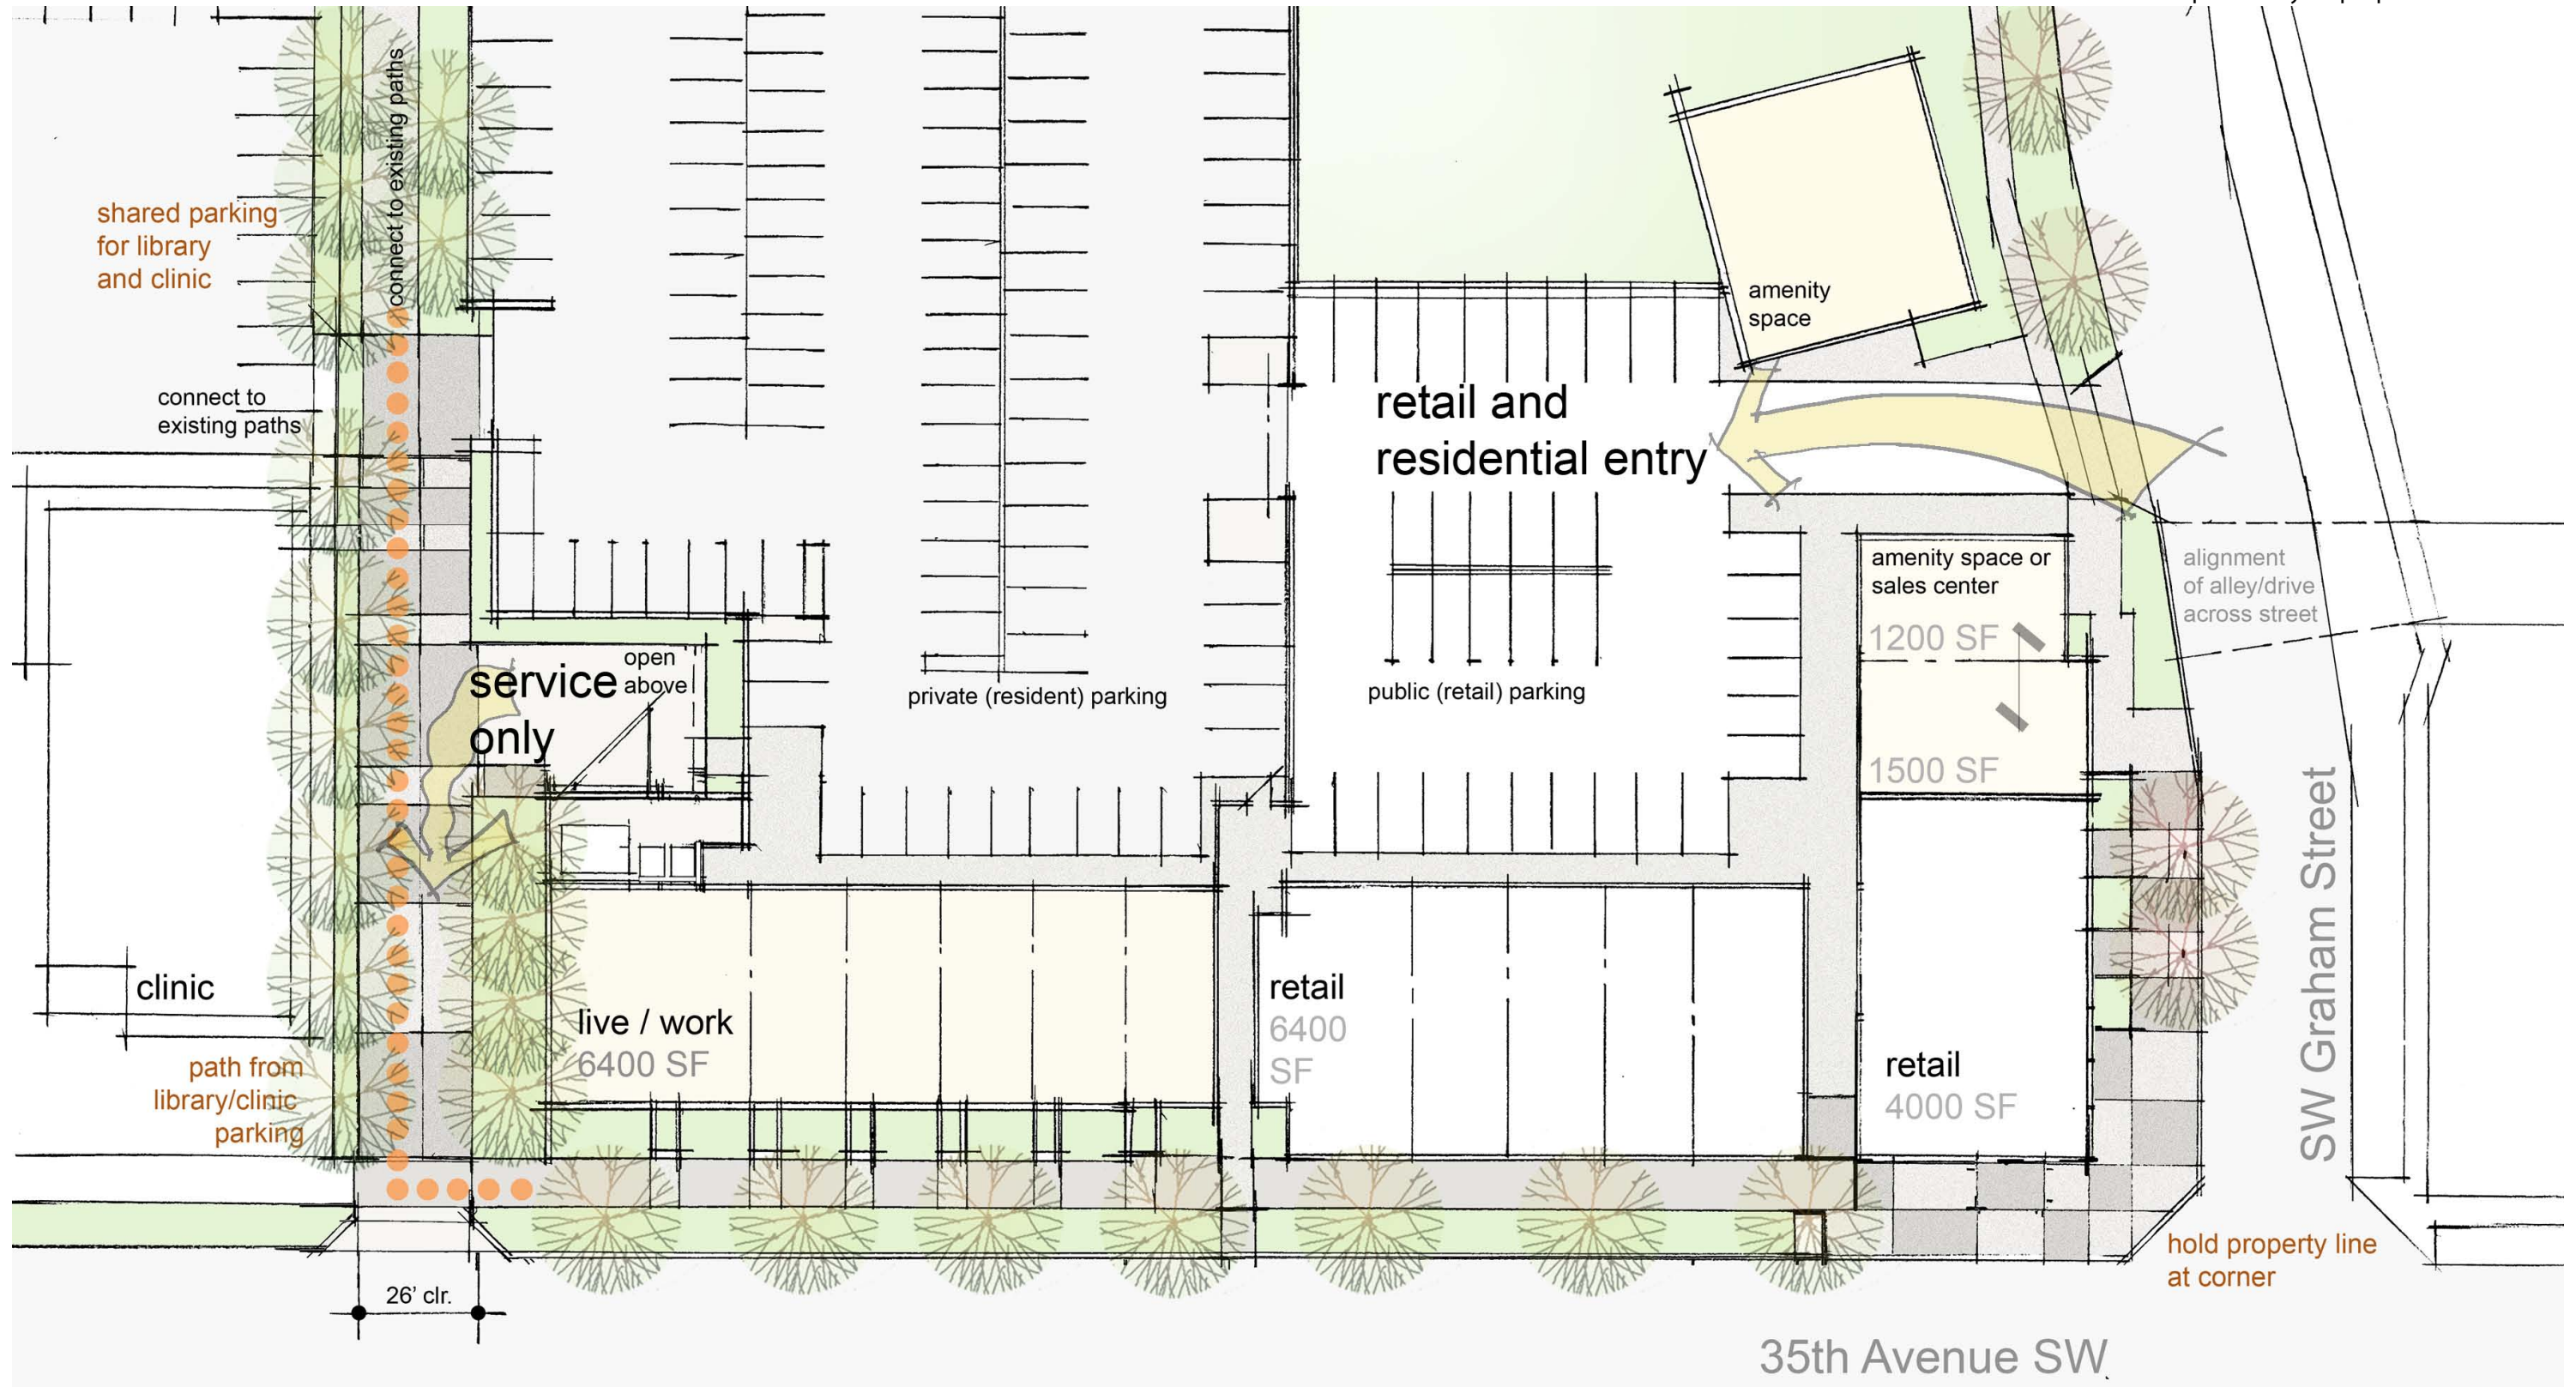 connect to existing paths
shared parking
for library
and clinic
connect to
existing paths
amenity
space
retail and
residential entry
amenity space or
sales center
1200 SF
1500 SF
alignment
of alley/drive
across street
service
only
open
above
private (resident) parking
public (retail) parking
clinic
live / work
6400 SF
retail
6400
SF
retail
4000 SF
SW Graham Street
path from
library/clinic
parking
26' clr.
hold property line
at corner
35th Avenue SW